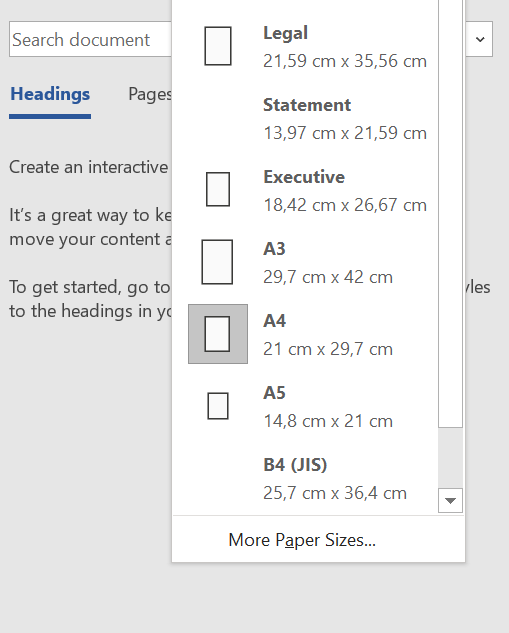 Search document
Headings
Pages
Create an interactive
It's a great way to ke
move your content a
To get started, go to
yles
to the headings in yo
Legal
21,59 cm x 35,56 cm
Statement
13,97 cm x 21,59 cm
Executive
18,42 cm x 26,67 cm
A3
29,7 cm x 42 cm
A4
21 cm x 29,7 cm
A5
14,8 cm x 21 cm
B4 (JIS)
25,7 cm x 36,4 cm
More Paper Sizes...